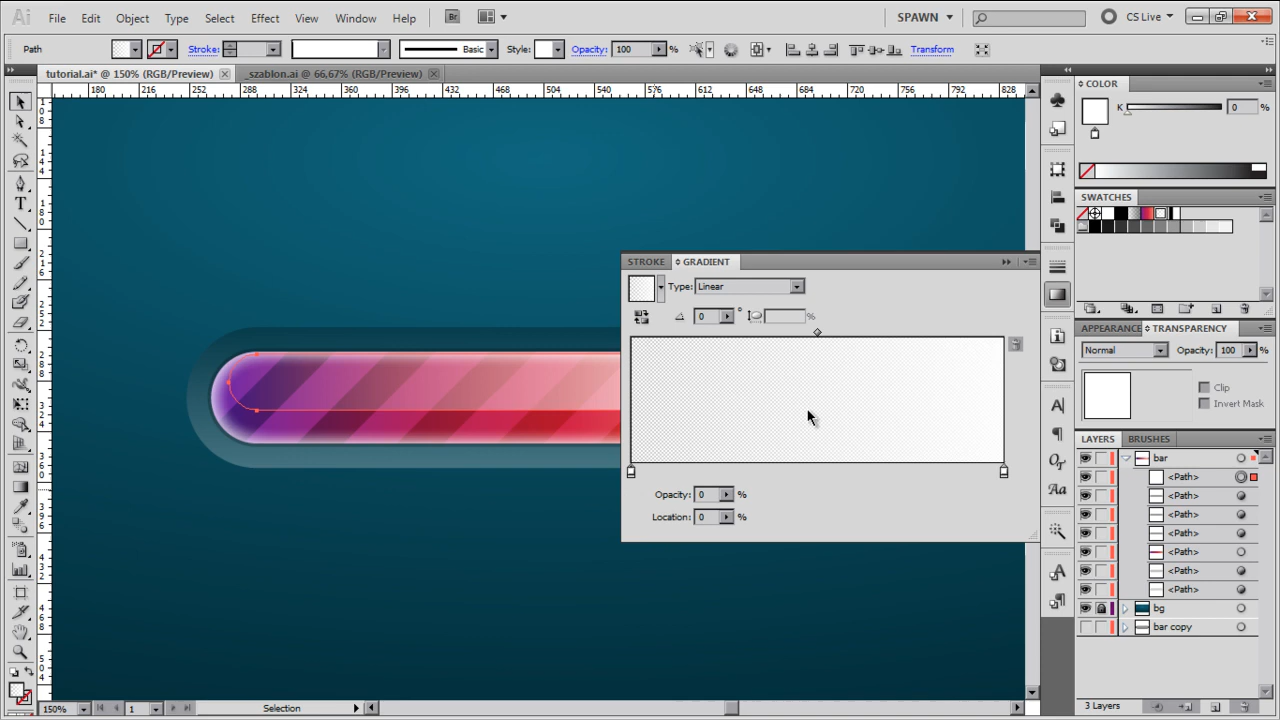 Ai File Edit Object Type Select Effect View Window Help Br SPAWN CS Live
Path Stroke: Basic Style: Opacity: 100 % Transform
tutorial.ai* @ 150% (RGB/Preview) _szablon.ai @ 66,67% (RGB/Preview)
180 216 252 288 324 360 396 432 468 504 540 576 612 648 684 720 756 792 828
COLOR
K 0 %
SWATCHES
STROKE GRADIENT
Type: Linear
0 ° %
Opacity: 0 %
Location: 0 %
APPEARANCE TRANSPARENCY
Normal Opacity: 100 %
Clip
Invert Mask
LAYERS BRUSHES
bar
<Path>
<Path>
<Path>
<Path>
<Path>
<Path>
<Path>
bg
bar copy
3 Layers
150% 1 Selection